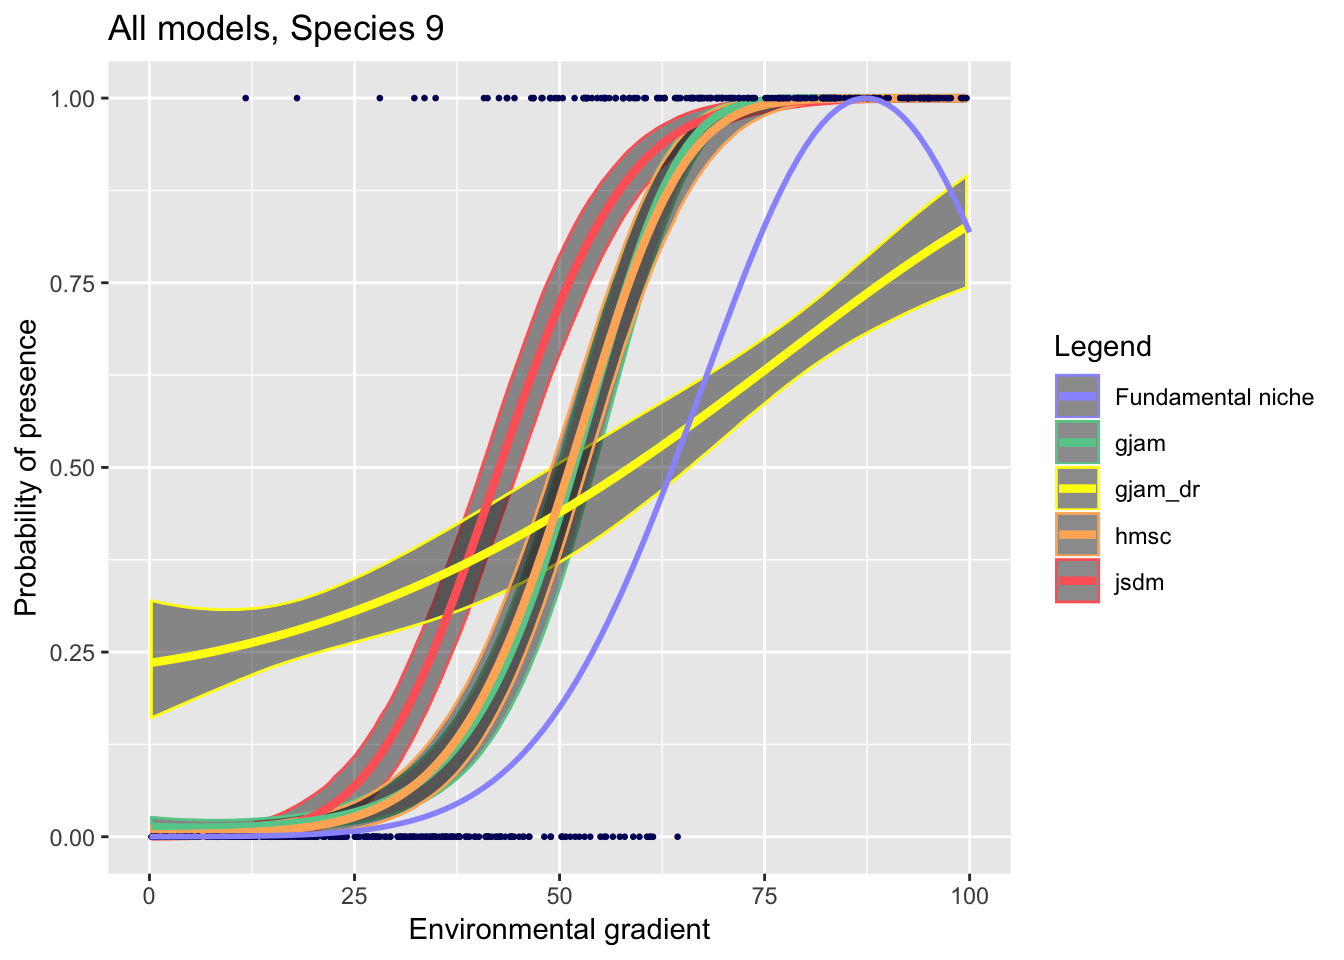 All models, Species 9
Probability of presence
1.00
0.75
0.50
0.25
0.00
0
25
50
75
100
Environmental gradient
Legend
Fundamental niche
gjam
gjam_dr
hmsc
jsdm